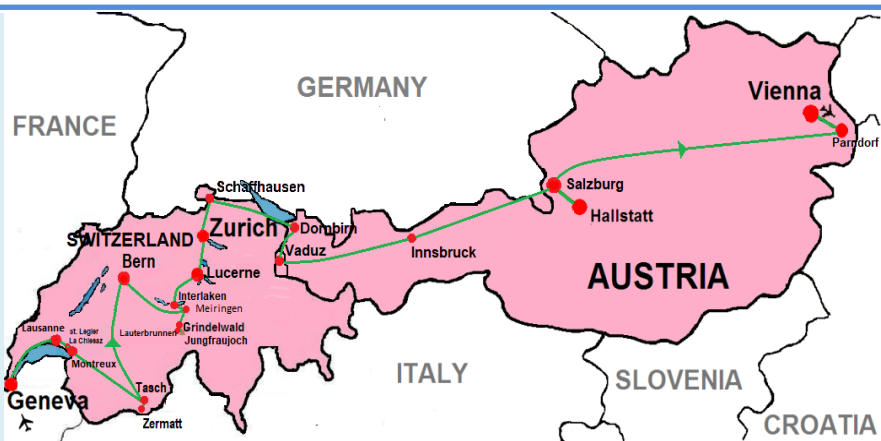 GERMANY
FRANCE
Vienna
Parndorf
Schaffhausen
Salzburg
Hallstatt
Dornbirn
Zurich
SWITZERLAND
Vaduz
Innsbruck
Bern
Lucerne
AUSTRIA
Interlaken
Meiringen
Lausanne
st. Legier
La Chiesaz
Lauterbrunnen
Grindelwald
Jungfraujoch
Montreux
ITALY
SLOVENIA
Tasch
Geneva
Zermatt
CROATIA